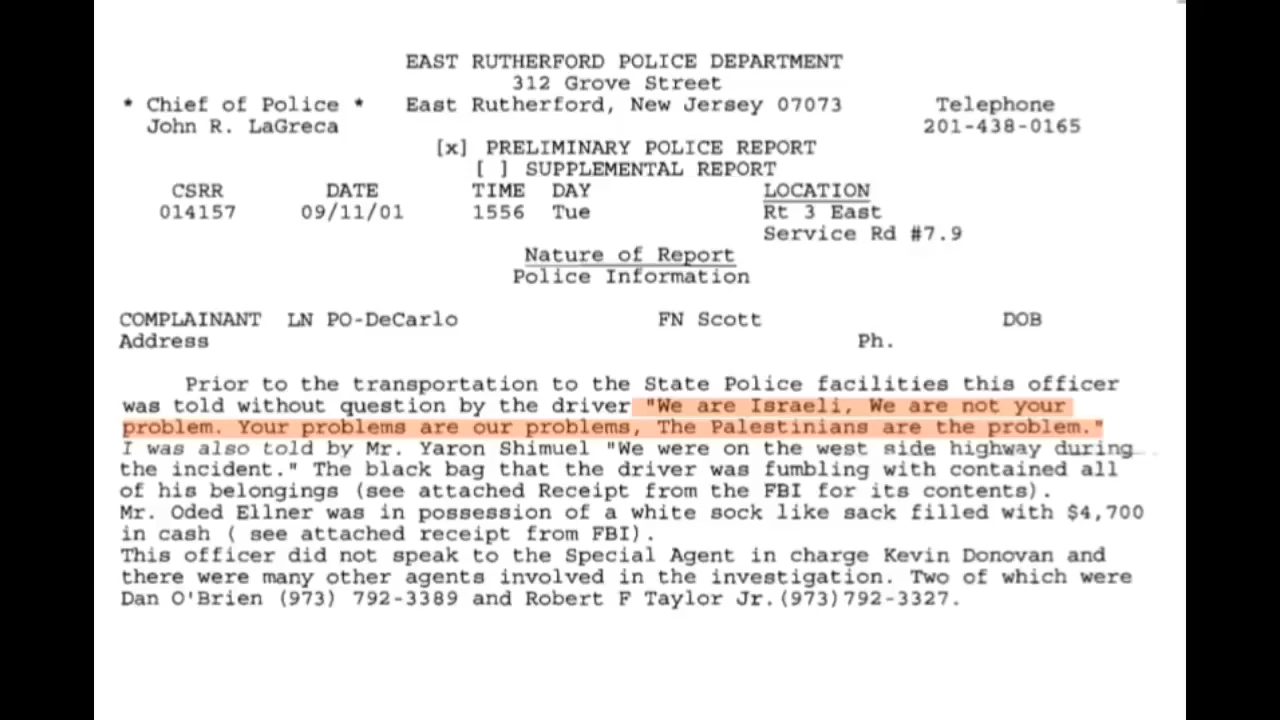 EAST RUTHERFORD POLICE DEPARTMENT
312 Grove Street
* Chief of Police * East Rutherford, New Jersey 07073 Telephone
John R. LaGreca 201-438-0165
[x] PRELIMINARY POLICE REPORT
[ ] SUPPLEMENTAL REPORT
CSRR DATE TIME DAY LOCATION
014157 09/11/01 1556 Tue Rt 3 East
Service Rd #7.9
Nature of Report
Police Information
COMPLAINANT LN PO-DeCarlo FN Scott DOB
Address Ph.
Prior to the transportation to the State Police facilities this officer
was told without question by the driver "We are Israeli, We are not your
problem. Your problems are our problems, The Palestinians are the problem."
I was also told by Mr. Yaron Shimuel "We were on the west side highway during
the incident." The black bag that the driver was fumbling with contained all
of his belongings (see attached Receipt from the FBI for its contents).
Mr. Oded Ellner was in possession of a white sock like sack filled with $4,700
in cash ( see attached receipt from FBI).
This officer did not speak to the Special Agent in charge Kevin Donovan and
there were many other agents involved in the investigation. Two of which were
Dan O'Brien (973) 792-3389 and Robert F Taylor Jr.(973)792-3327.